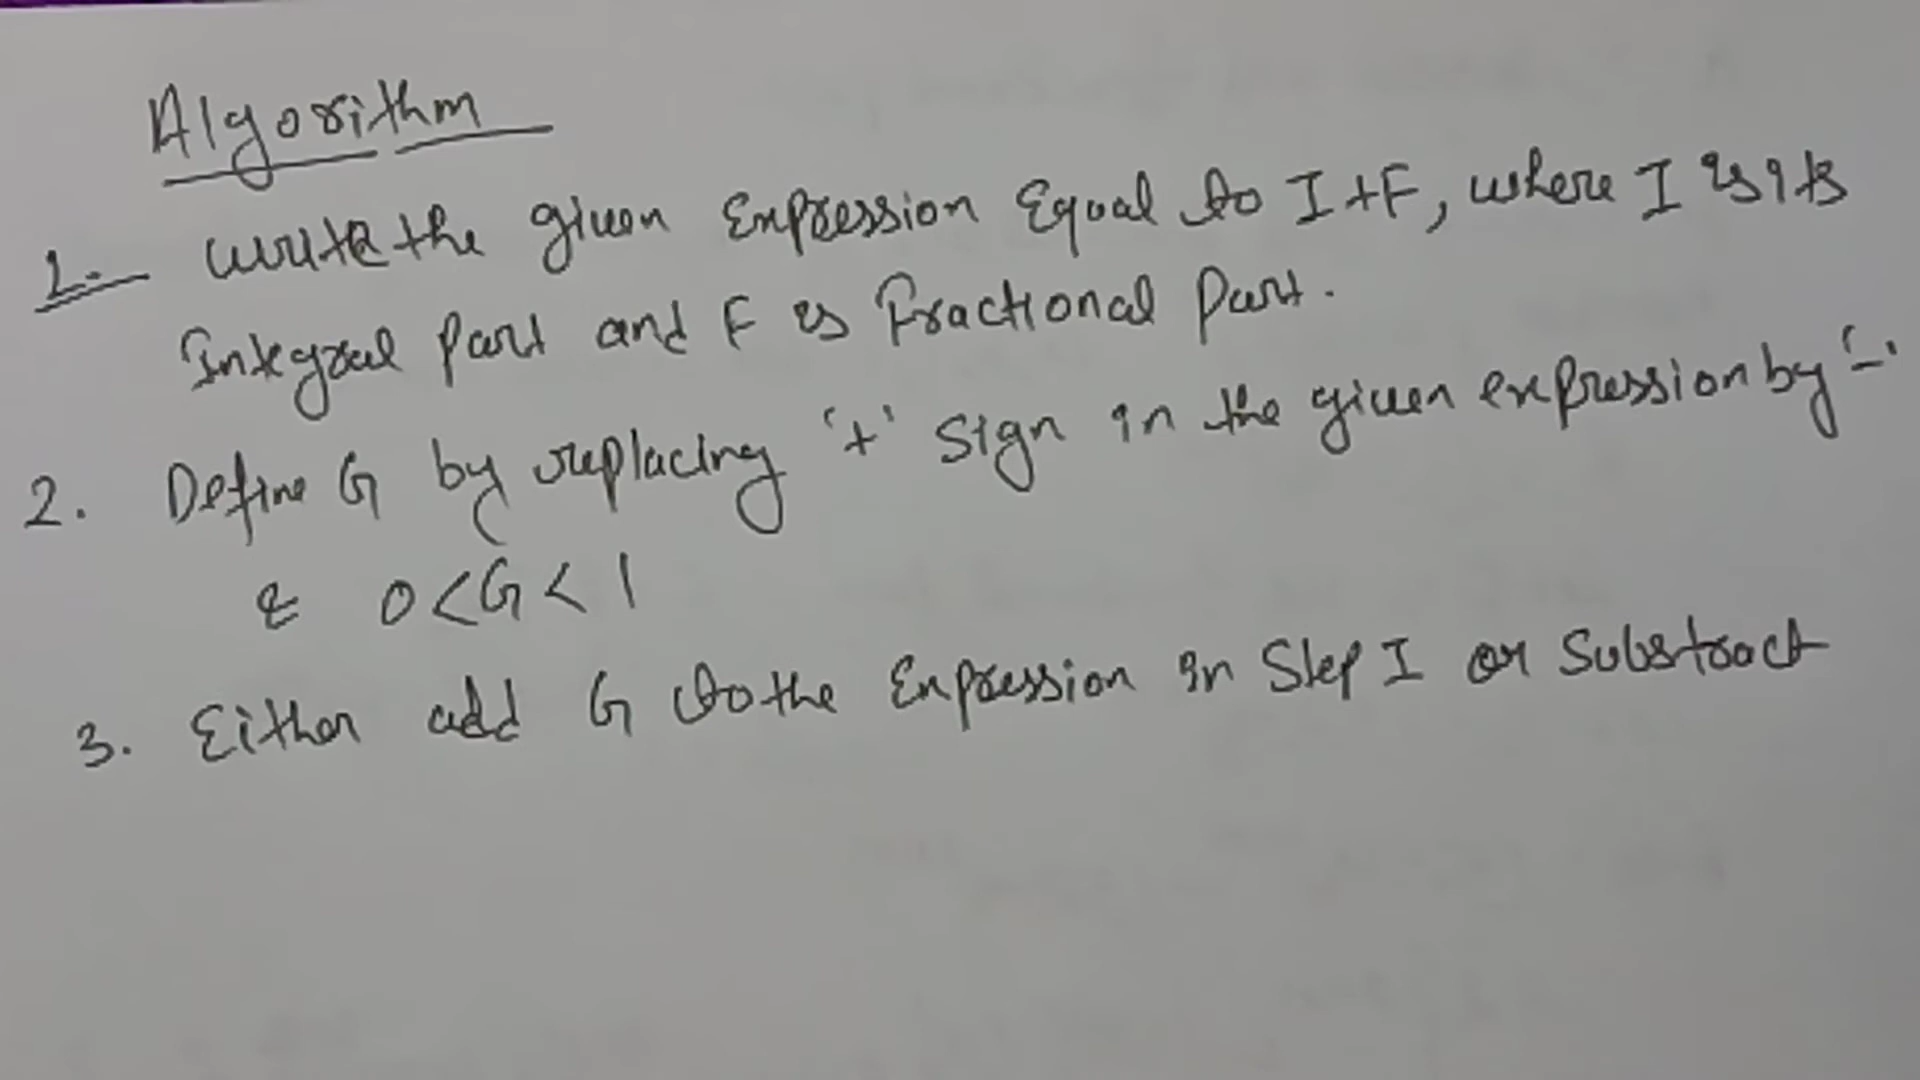 Algorithm
1. Write the given Expression Equal to I+F, where I is its
Integral Part and F is Fractional Part.
2. Define G by replacing '+' Sign in the given expression by '-'
& 0<G<1
3. Either add G to the Expression in Step I or Substract